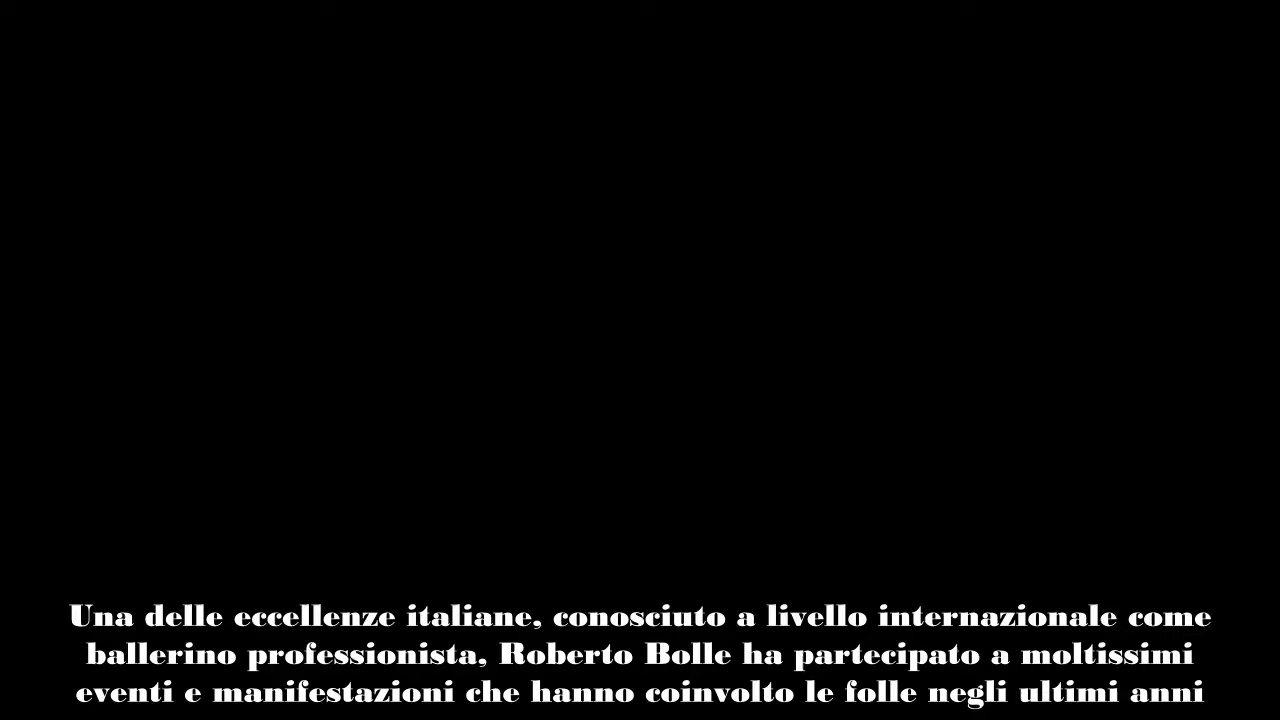 Una delle eccellenze italiane, conosciuto a livello internazionale come
ballerino professionista, Roberto Bolle ha partecipato a moltissimi
eventi e manifestazioni che hanno coinvolto le folle negli ultimi anni